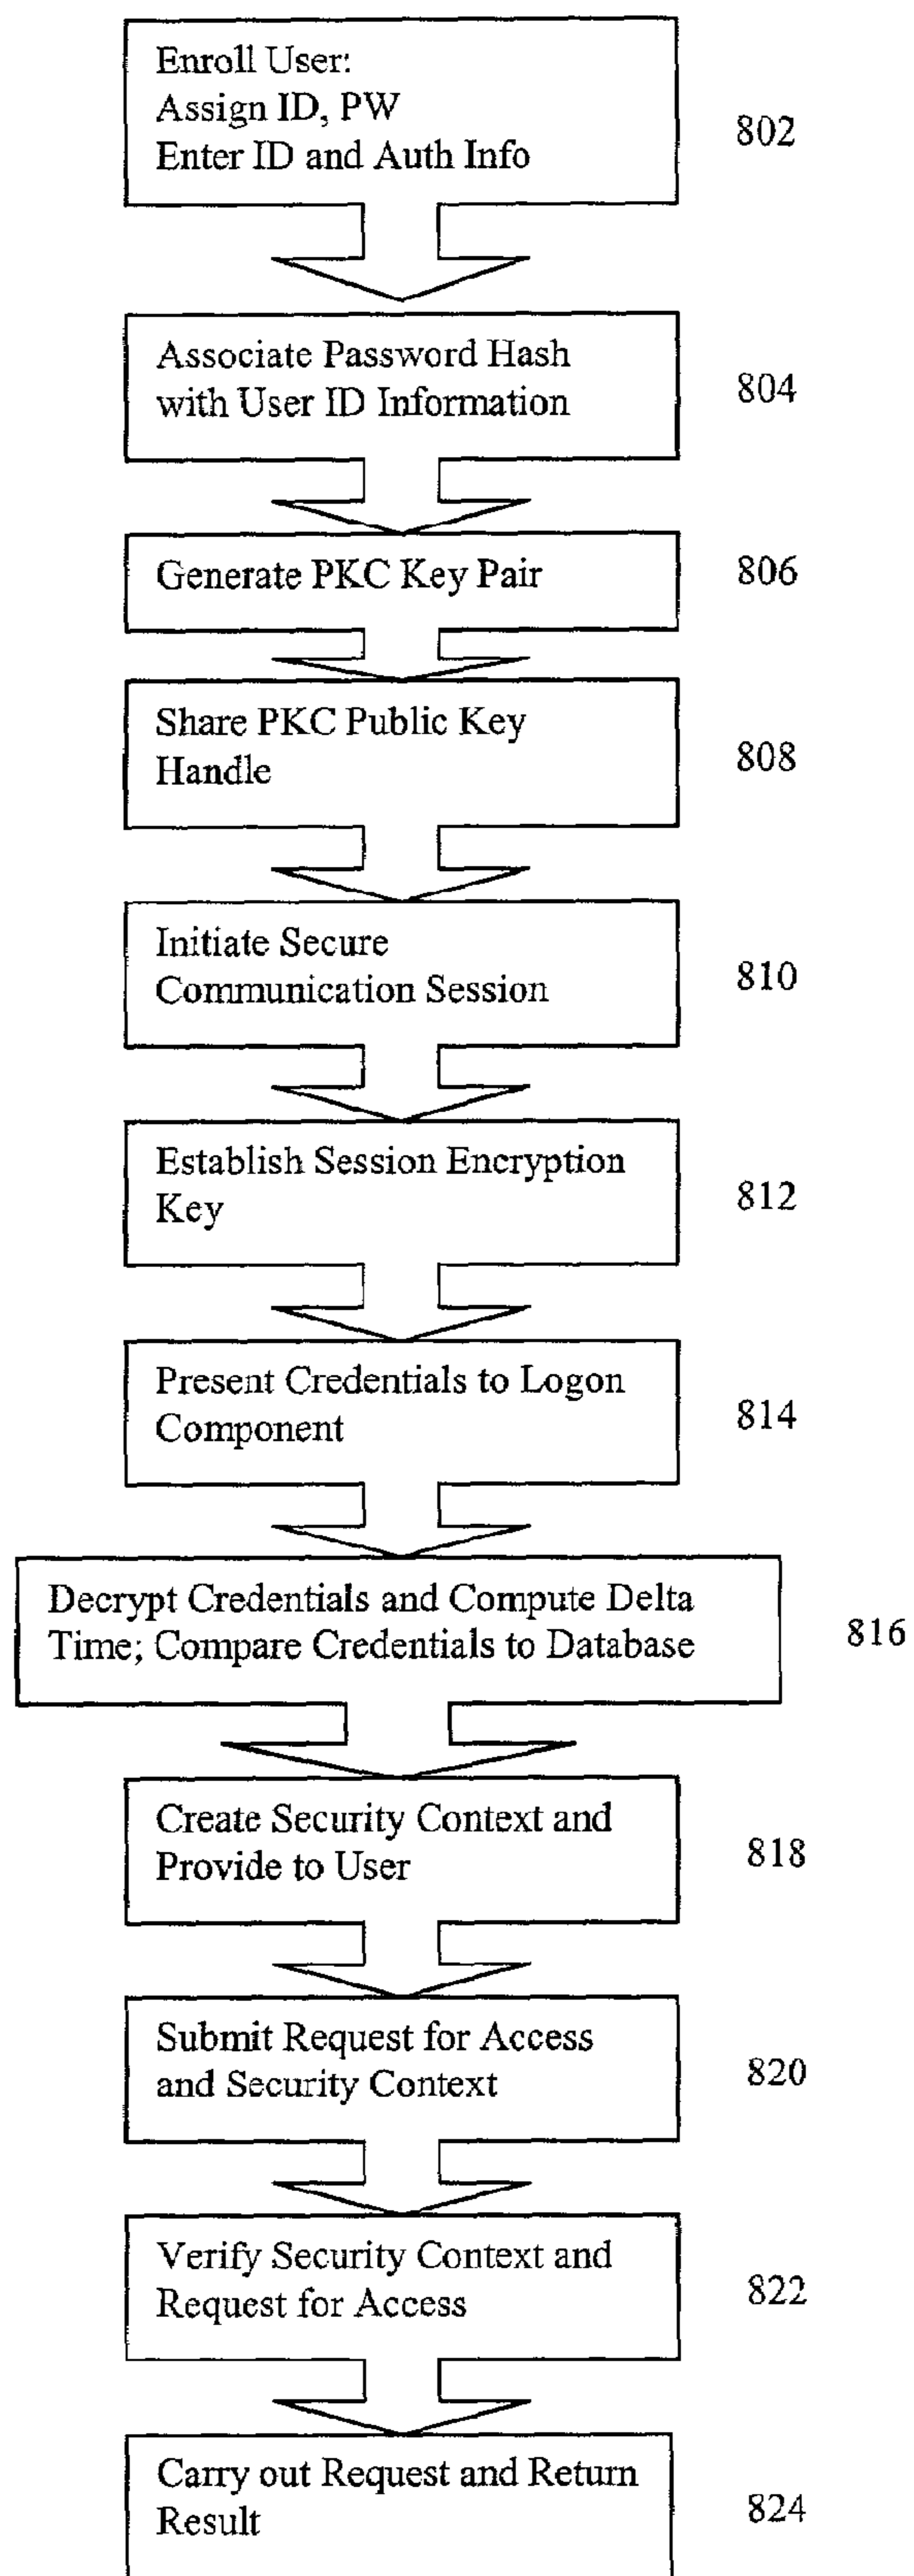 Enroll User:
Assign ID, PW
Enter ID and Auth Info
802
Associate Password Hash
with User ID Information
804
Generate PKC Key Pair
806
Share PKC Public Key
Handle
808
Initiate Secure
Communication Session
810
Establish Session Encryption
Key
812
Present Credentials to Logon
Component
814
Decrypt Credentials and Compute Delta
Time; Compare Credentials to Database
816
Create Security Context and
Provide to User
818
Submit Request for Access
and Security Context
820
Verify Security Context and
Request for Access
822
Carry out Request and Return
Result
824